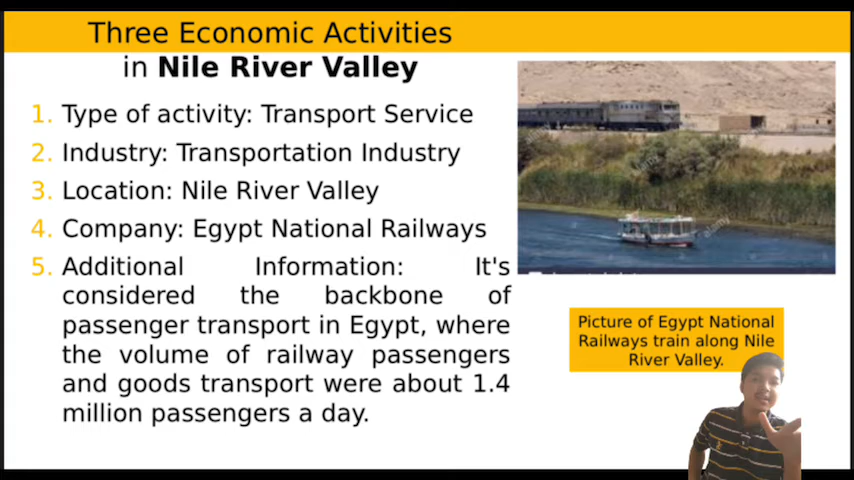 Three Economic Activities
in Nile River Valley
1. Type of activity: Transport Service
2. Industry: Transportation Industry
3. Location: Nile River Valley
4. Company: Egypt National Railways
5. Additional Information: It's
considered the backbone of
passenger transport in Egypt, where
the volume of railway passengers
and goods transport were about 1.4
million passengers a day.
alamy
Picture of Egypt National
Railways train along Nile
River Valley.